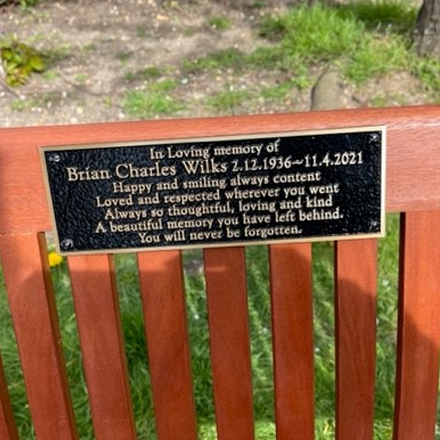 In Loving memory of
Brian Charles Wilks 2.12.1936~11.4.2021
Happy and smiling always content
Loved and respected wherever you went
Always so thoughtful, loving and kind
A beautiful memory you have left behind.
You will never be forgotten.